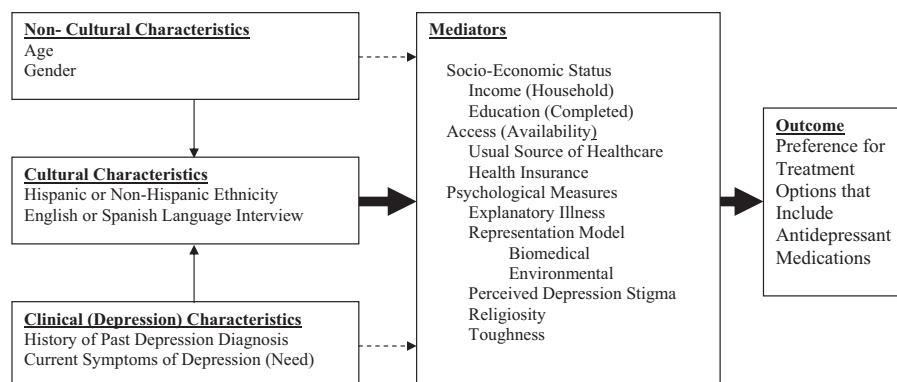 Non- Cultural Characteristics
Age
Gender
Cultural Characteristics
Hispanic or Non-Hispanic Ethnicity
English or Spanish Language Interview
Clinical (Depression) Characteristics
History of Past Depression Diagnosis
Current Symptoms of Depression (Need)
Mediators
Socio-Economic Status
Income (Household)
Education (Completed)
Access (Availability)
Usual Source of Healthcare
Health Insurance
Psychological Measures
Explanatory Illness
Representation Model
Biomedical
Environmental
Perceived Depression Stigma
Religiosity
Toughness
Outcome
Preference for
Treatment
Options that
Include
Antidepressant
Medications